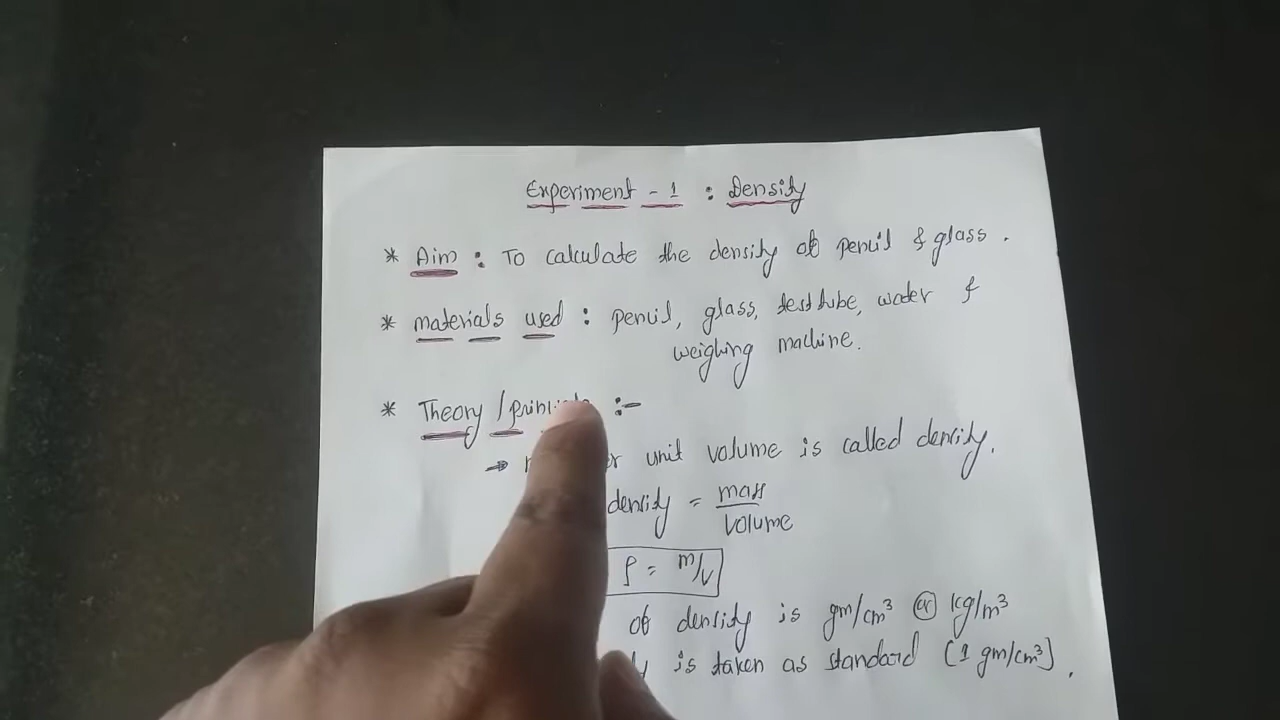 Experiment - 1 : Density
* Aim : To calculate the density of pencil & glass .
* materials used : pencil, glass, test tube, water &
weighing machine.
* Theory / :-
→ unit volume is called density.
density = mass/volume
ρ = m/v
of density is gm/cm³ or kg/m³
is taken as standard (1 gm/cm³) .